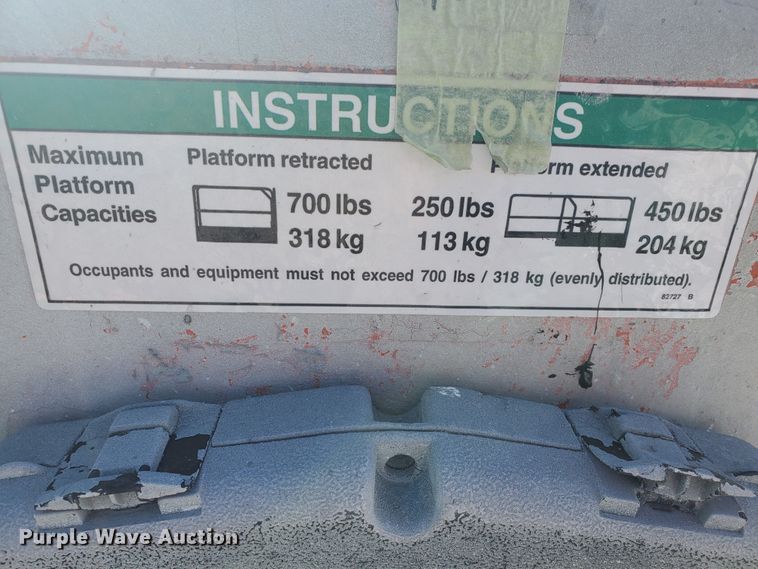 INSTRUCTIONS
Maximum Platform Capacities
Platform retracted
700 lbs
318 kg
Platform extended
250 lbs
113 kg
450 lbs
204 kg
Occupants and equipment must not exceed 700 lbs / 318 kg (evenly distributed).
82727 B
Purple Wave Auction